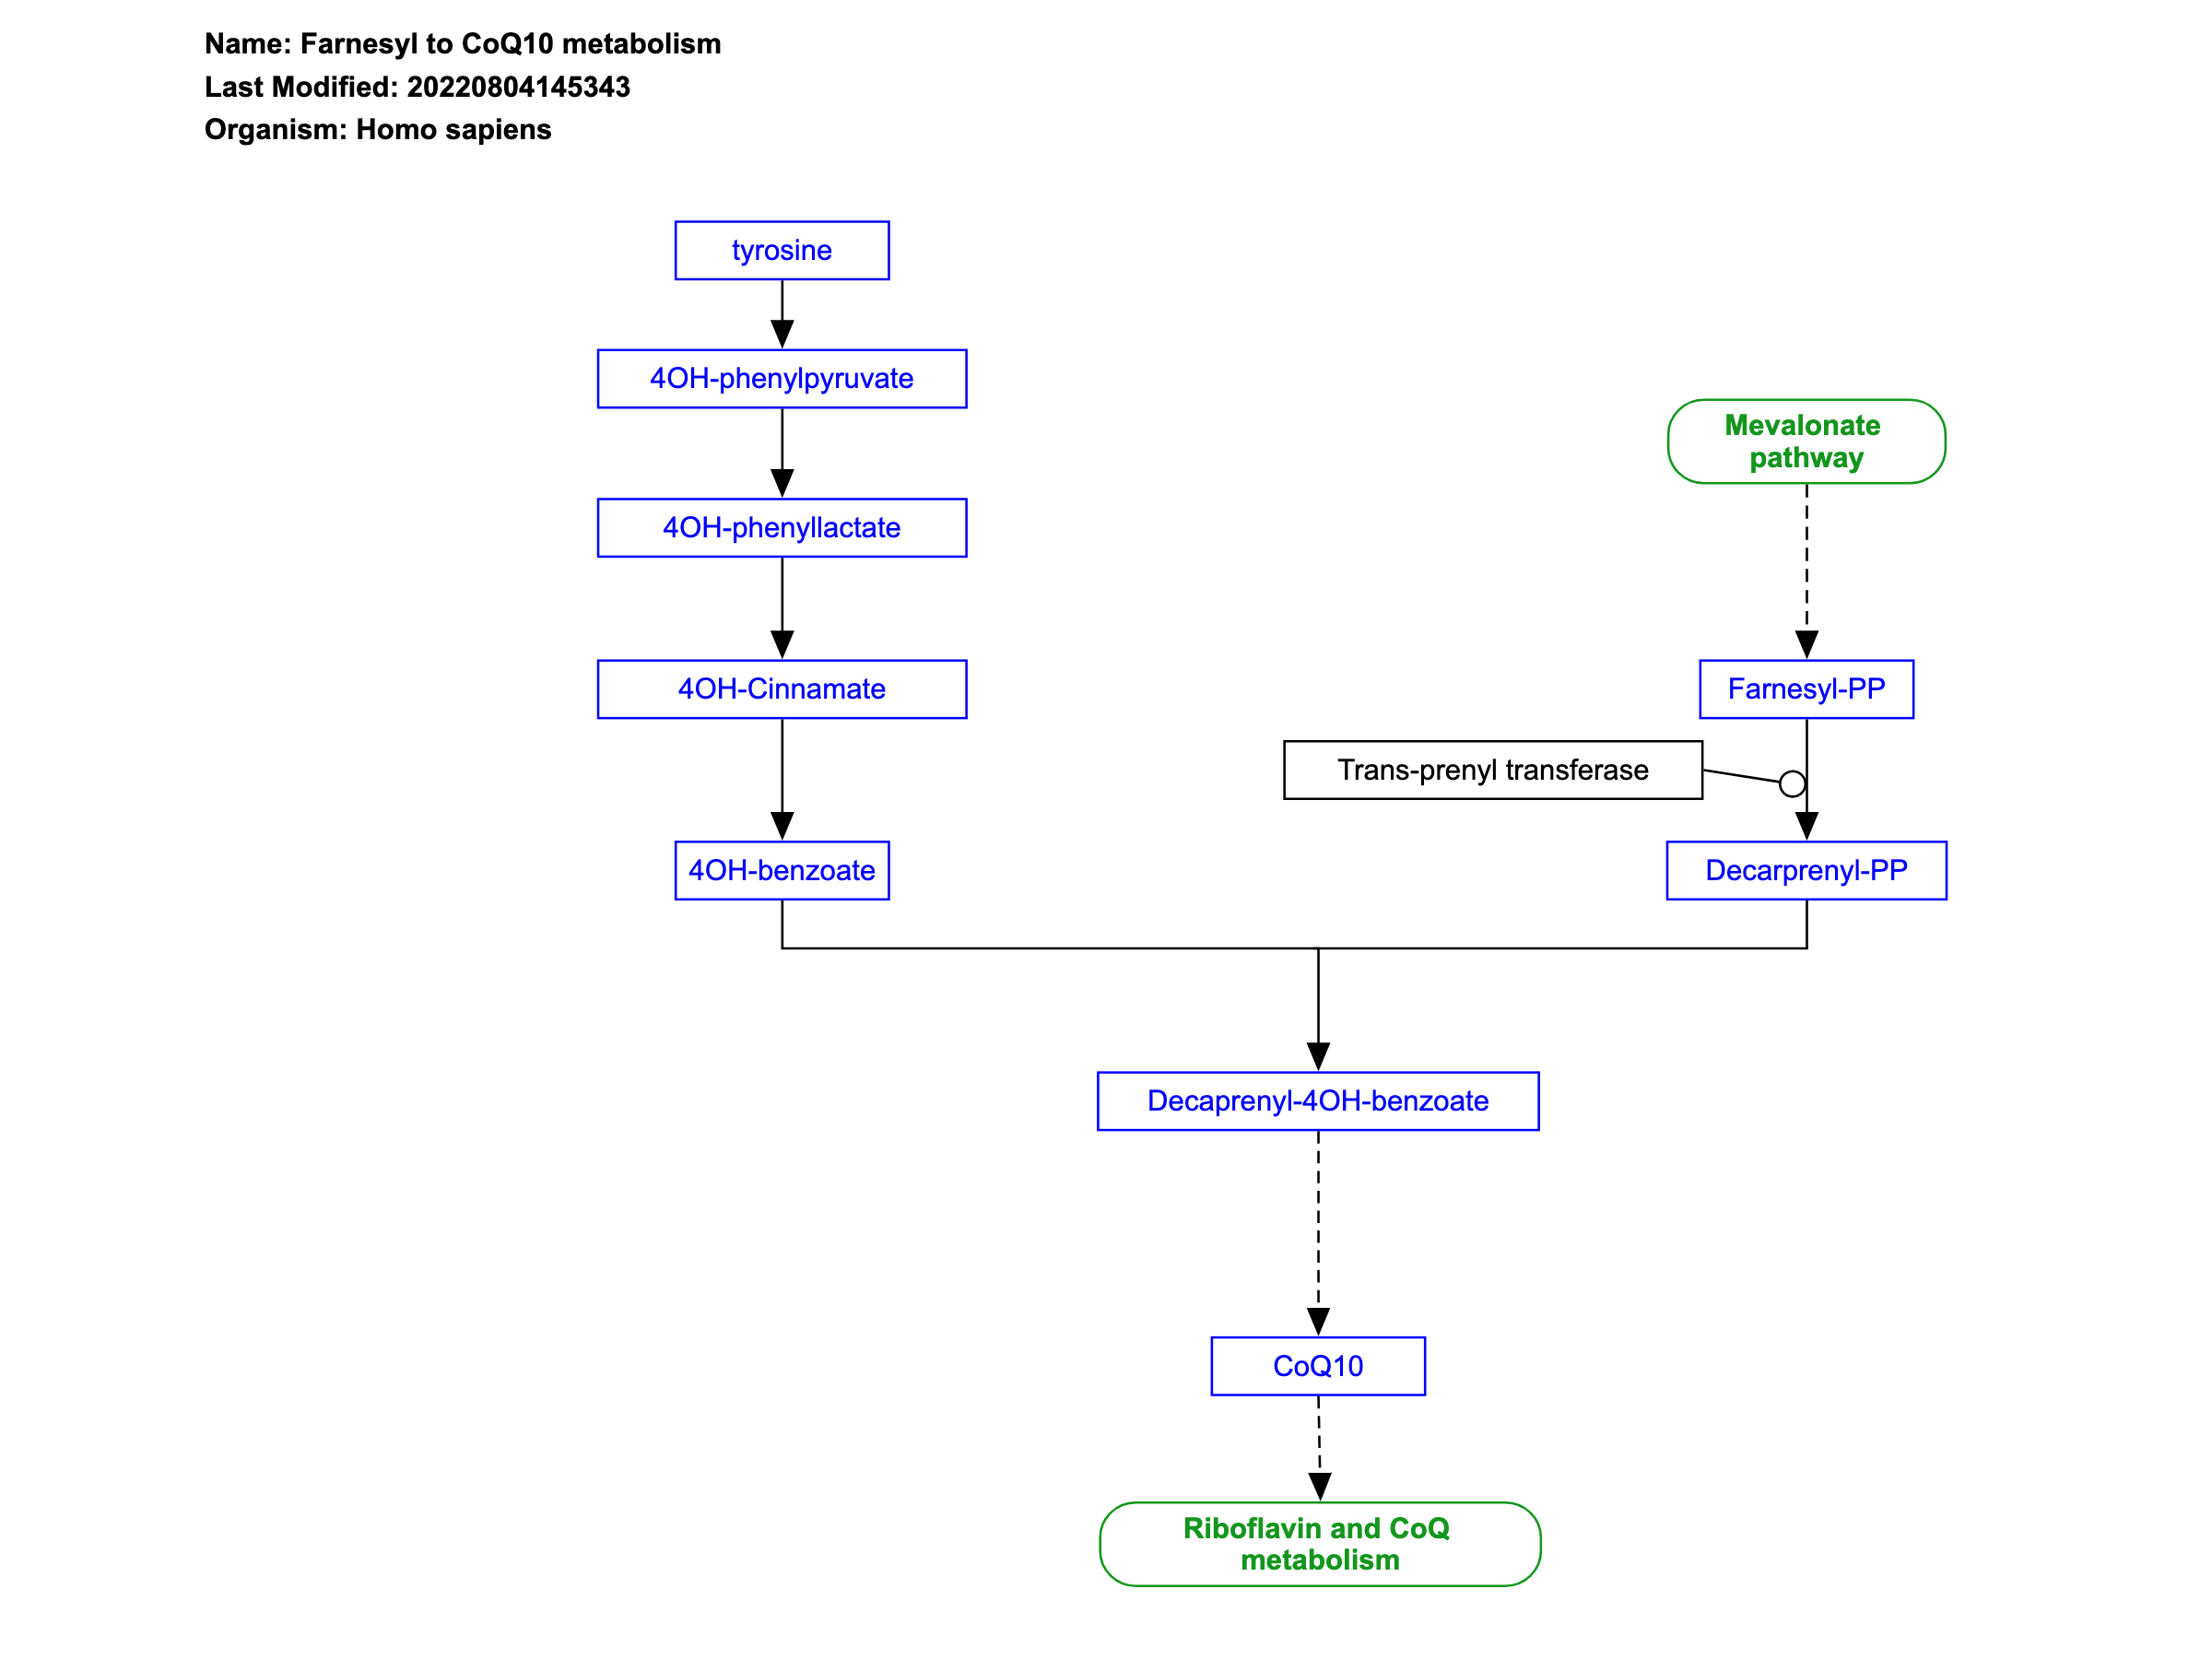 Name: Farnesyl to CoQ10 metabolism
Last Modified: 20220804145343
Organism: Homo sapiens
tyrosine
4OH-phenylpyruvate
Mevalonate
pathway
4OH-phenyllactate
4OH-Cinnamate
Farnesyl-PP
Trans-prenyl transferase
4OH-benzoate
Decarprenyl-PP
Decaprenyl-4OH-benzoate
CoQ10
Riboflavin and CoQ
metabolism